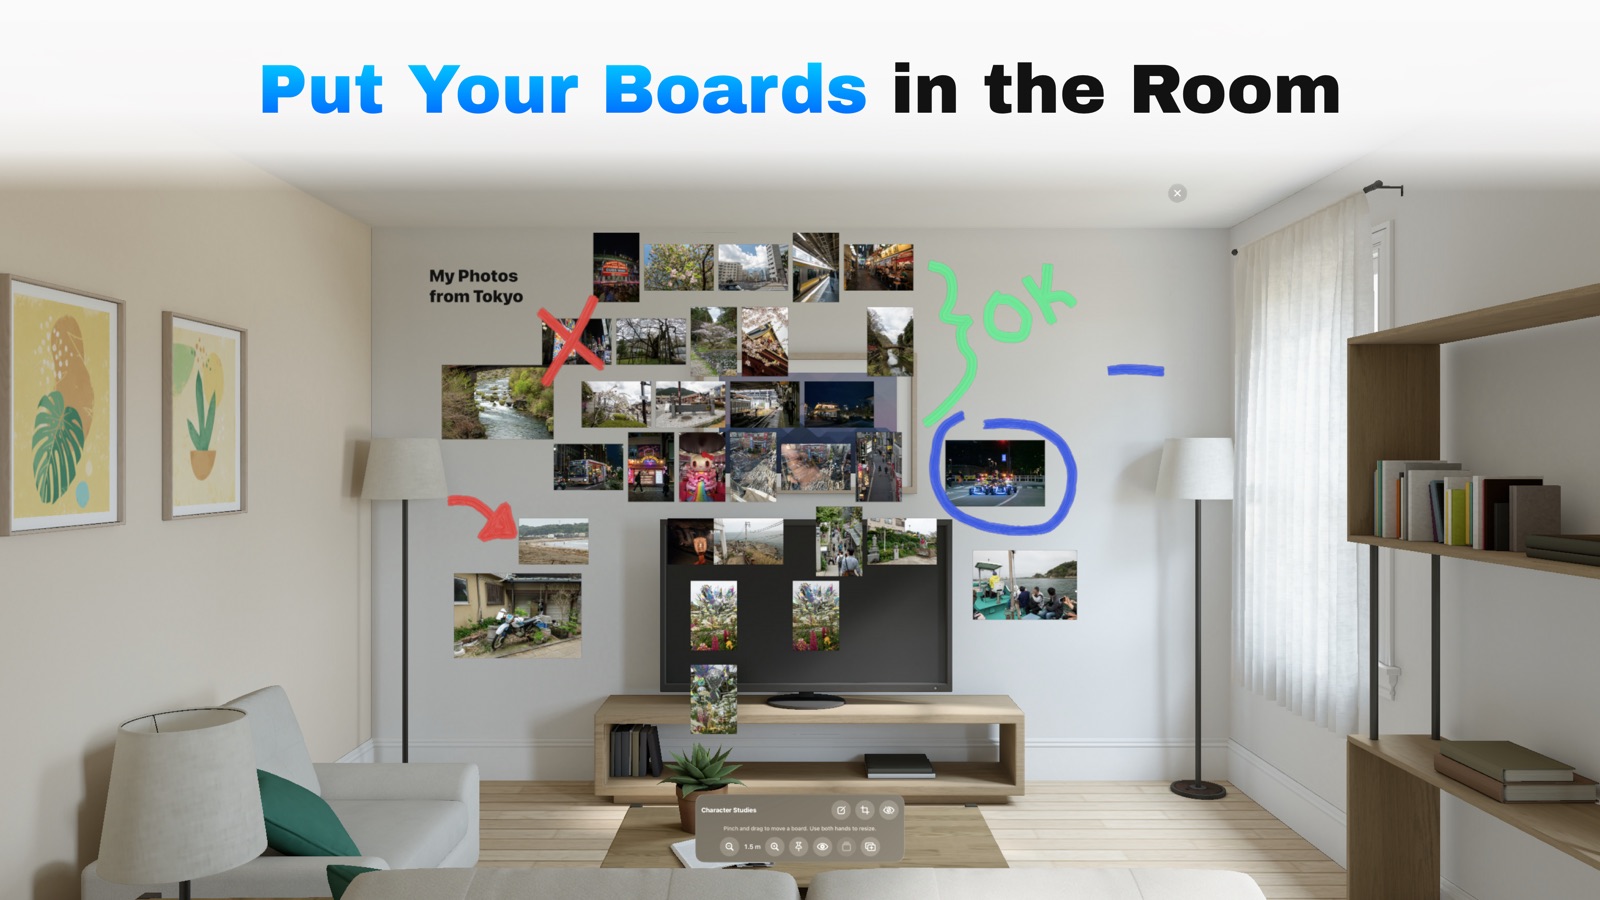 Put Your Boards in the Room
My Photos
from Tokyo
OK
Character Studies
Pinch and drag to move a board. Use both hands to resize.
1.5 m